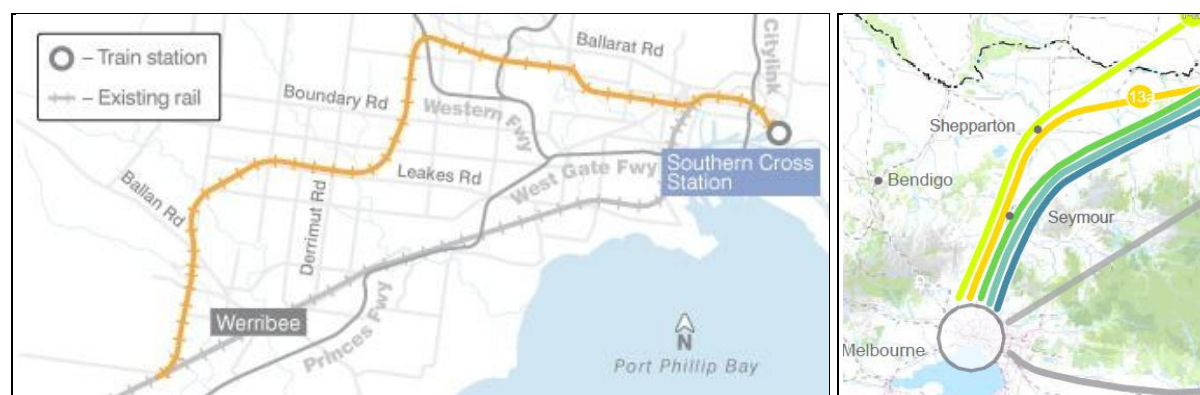 – Train station
– Existing rail
Ballarat Rd
Citylink
Boundary Rd
Western Fwy
Southern Cross
Station
Leakes Rd
West Gate Fwy
Ballan Rd
Derrimut Rd
Werribee
Princes Fwy
N
Port Phillip Bay
13a
Shepparton
Bendigo
Seymour
Melbourne